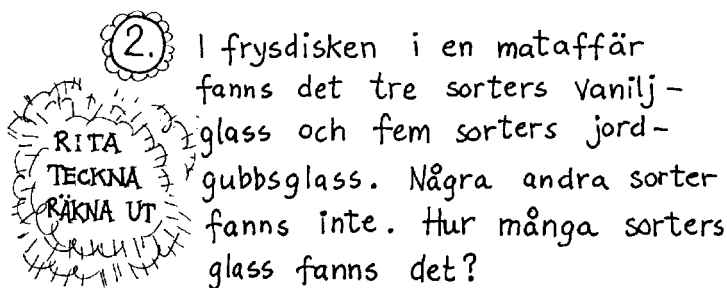 2.
I frysdisken i en mataffär
fanns det tre sorters vanilj-
glass och fem sorters jord-
gubbsglass. Några andra sorter
fanns inte. Hur många sorters
glass fanns det?
RITA
TECKNA
RÄKNA UT